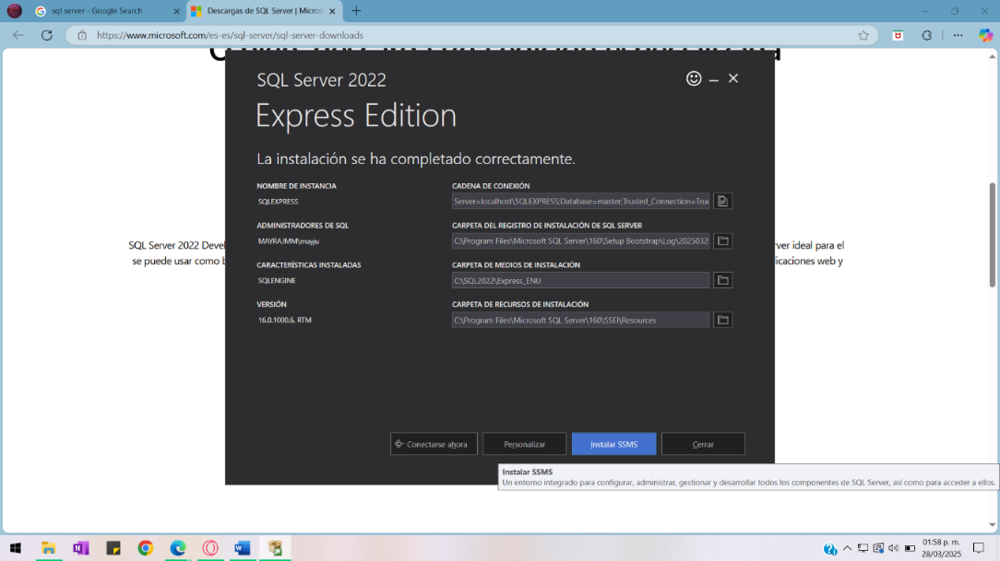 sql server - Google Search
Descargas de SQL Server | Micros
https://www.microsoft.com/es-es/sql-server/sql-server-downloads
SQL Server 2022
Express Edition
La instalación se ha completado correctamente.
NOMBRE DE INSTANCIA
SQLEXPRESS
CADENA DE CONEXIÓN
Server=localhost\SQLEXPRESS;Database=master;Trusted_Connection=True
ADMINISTRADORES DE SQL
MAYRAJMM\mayju
CARPETA DEL REGISTRO DE INSTALACIÓN DE SQL SERVER
C:\Program Files\Microsoft SQL Server\160\Setup Bootstrap\Log\2025032
SQL Server 2022 Devel
rver ideal para el
se puede usar como b
licaciones web y
CARACTERÍSTICAS INSTALADAS
SQLENGINE
CARPETA DE MEDIOS DE INSTALACIÓN
C:\SQL2022\Express_ENU
VERSIÓN
16.0.1000.6, RTM
CARPETA DE RECURSOS DE INSTALACIÓN
C:\Program Files\Microsoft SQL Server\160\SSEI\Resources
Conectarse ahora
Personalizar
Instalar SSMS
Cerrar
Instalar SSMS
Un entorno integrado para configurar, administrar, gestionar y desarrollar todos los componentes de SQL Server, así como para acceder a ellos.
01:58 p. m.
28/03/2025